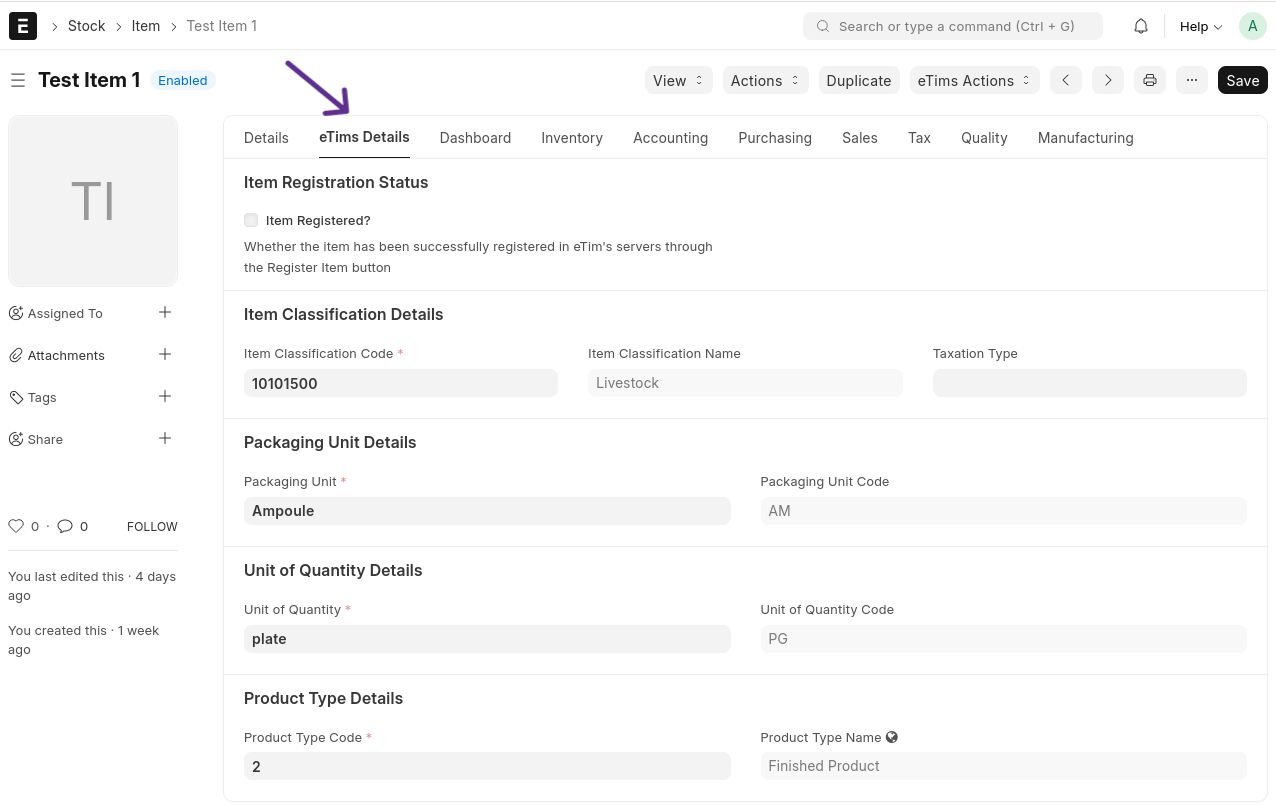 E
Stock
Item
Test Item 1
Search or type a command (Ctrl + G)
Help
A
Test Item 1
Enabled
View
Actions
Duplicate
eTims Actions
···
Save
TI
Assigned To
Attachments
Tags
Share
0 · 0
FOLLOW
You last edited this · 4 days
ago
You created this · 1 week
ago
Details
eTims Details
Dashboard
Inventory
Accounting
Purchasing
Sales
Tax
Quality
Manufacturing
Item Registration Status
Item Registered?
Whether the item has been successfully registered in eTim's servers through
the Register Item button
Item Classification Details
Item Classification Code *
10101500
Item Classification Name
Livestock
Taxation Type
Packaging Unit Details
Packaging Unit *
Ampoule
Packaging Unit Code
AM
Unit of Quantity Details
Unit of Quantity *
plate
Unit of Quantity Code
PG
Product Type Details
Product Type Code *
2
Product Type Name
Finished Product